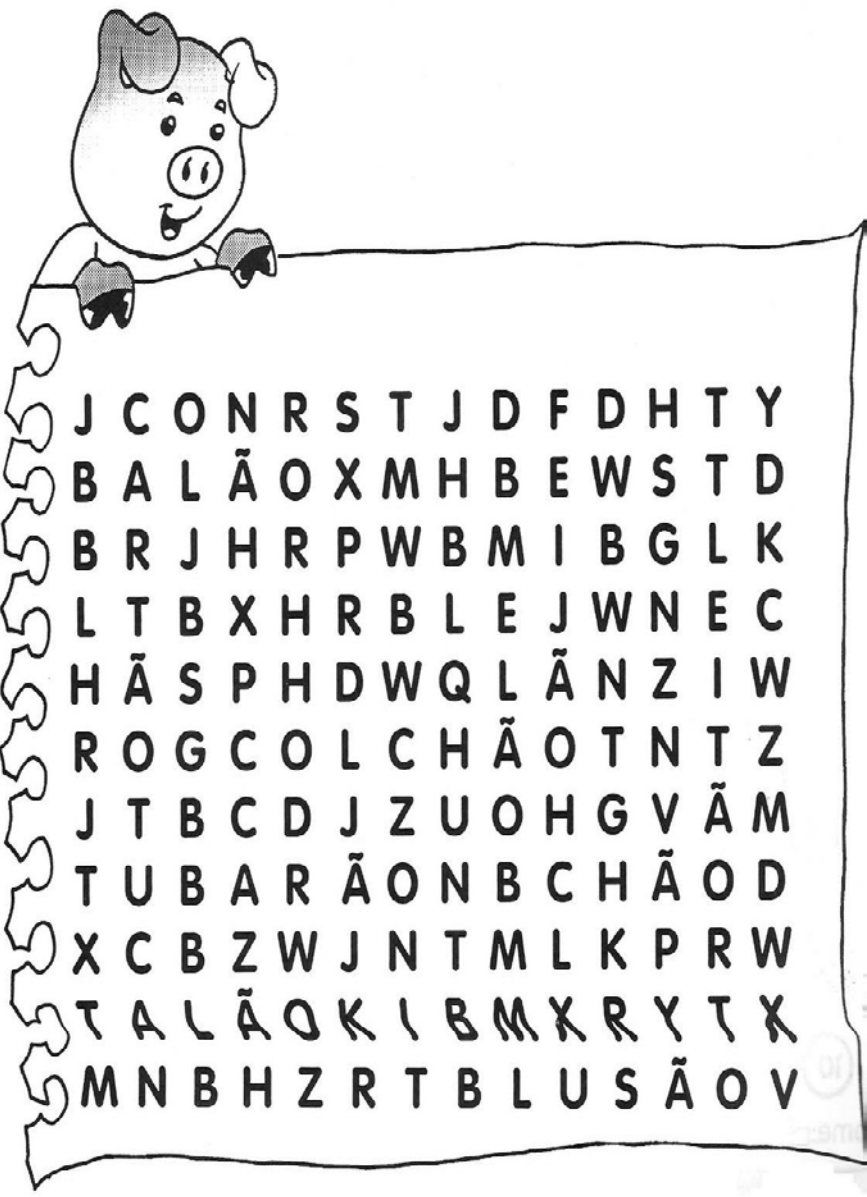 J C O N R S T J D F D H T Y
B A L Ã O X M H B E W S T D
B R J H R P W B M I B G L K
L T B X H R B L E J W N E C
H Ã S P H D W Q L Ã N Z I W
R O G C O L C H Ã O T N T Z
J T B C D J Z U O H G V Ã M
T U B A R Ã O N B C H Ã O D
X C B Z W J N T M L K P R W
T A L Ã O K I B M X R Y T X
M N B H Z R T B L U S Ã O V